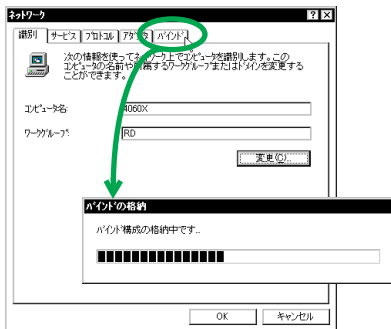 ネットワーク
識別 サービス プロトコル アダプタ バインド
次の情報を使ってネットワーク上でコンピュータを識別します。この
コンピュータの名前や所属するワークグループまたはドメインを変更する
ことができます。
コンピュータ名: 4060X
ワークグループ: RD
変更(C)...
バインドの格納
バインド構成の格納中です...
OK キャンセル